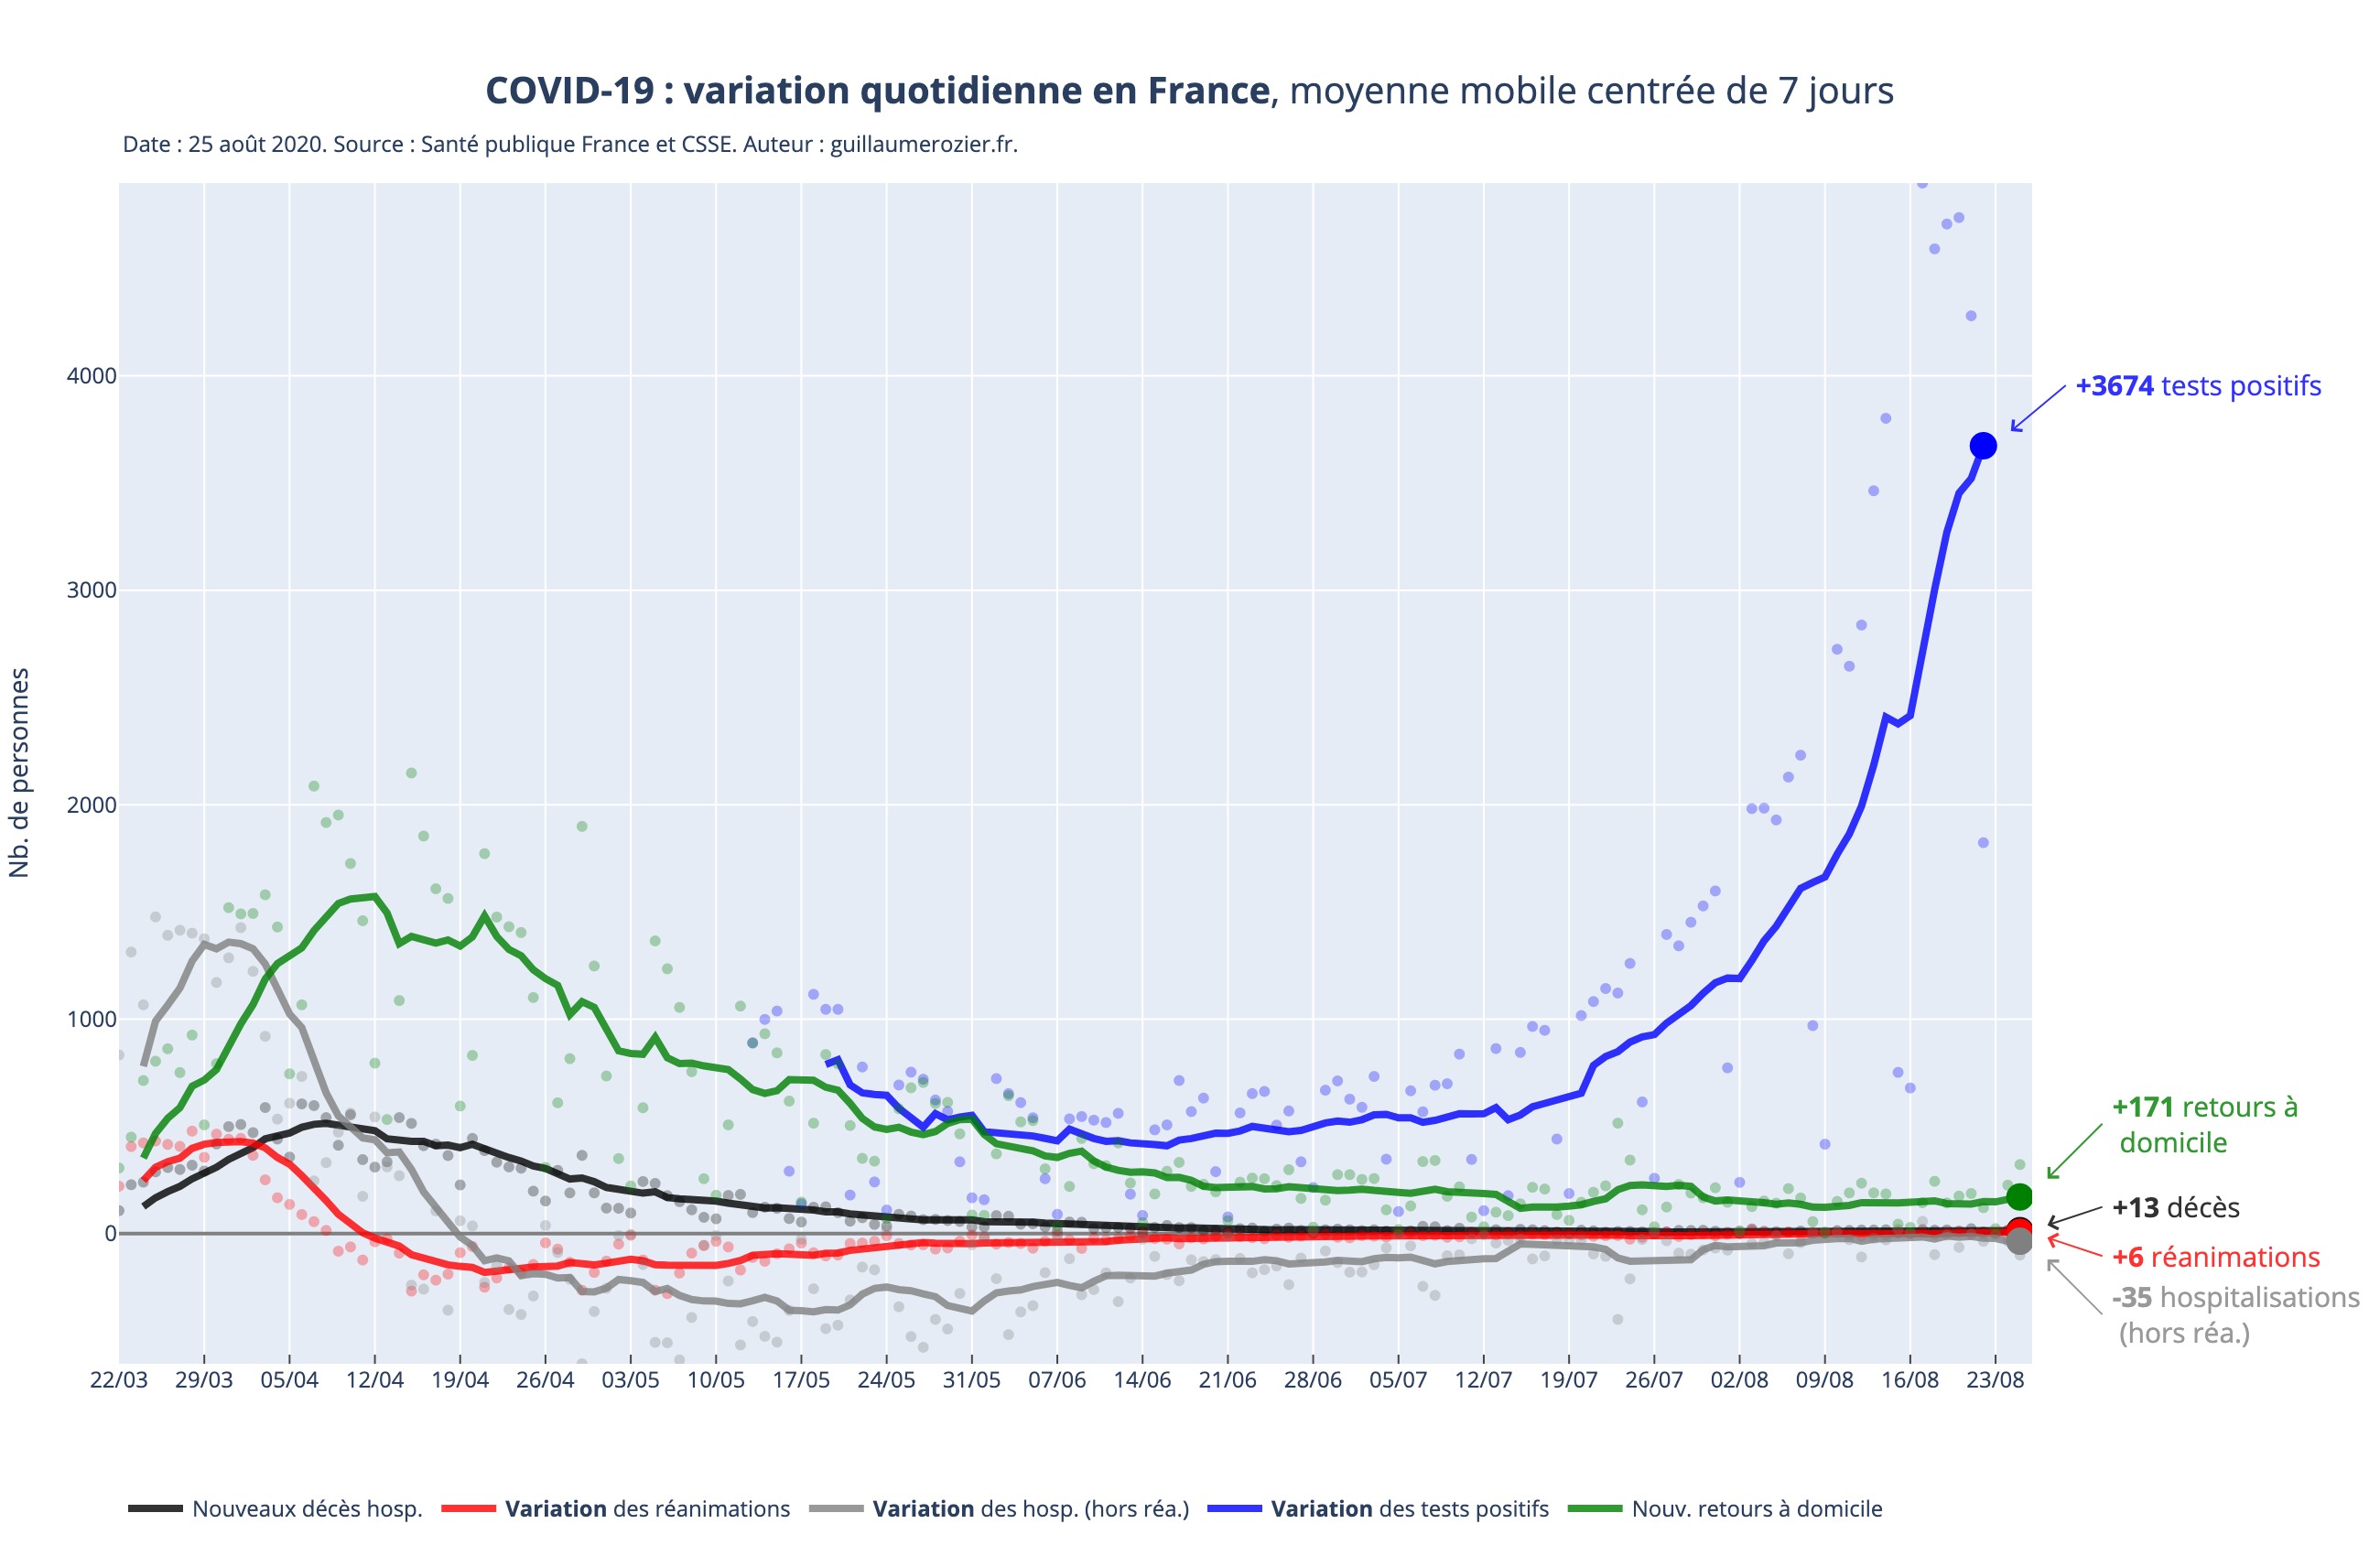 COVID-19 : variation quotidienne en France, moyenne mobile centrée de 7 jours
Date : 25 août 2020. Source : Santé publique France et CSSE. Auteur : guillaumerozier.fr.
Nb. de personnes
4000
3000
2000
1000
0
+3674 tests positifs
+171 retours à
domicile
+13 décès
+6 réanimations
-35 hospitalisations
(hors réa.)
22/03 29/03 05/04 12/04 19/04 26/04 03/05 10/05 17/05 24/05 31/05 07/06 14/06 21/06 28/06 05/07 12/07 19/07 26/07 02/08 09/08 16/08 23/08
Nouveaux décès hosp. Variation des réanimations Variation des hosp. (hors réa.) Variation des tests positifs Nouv. retours à domicile